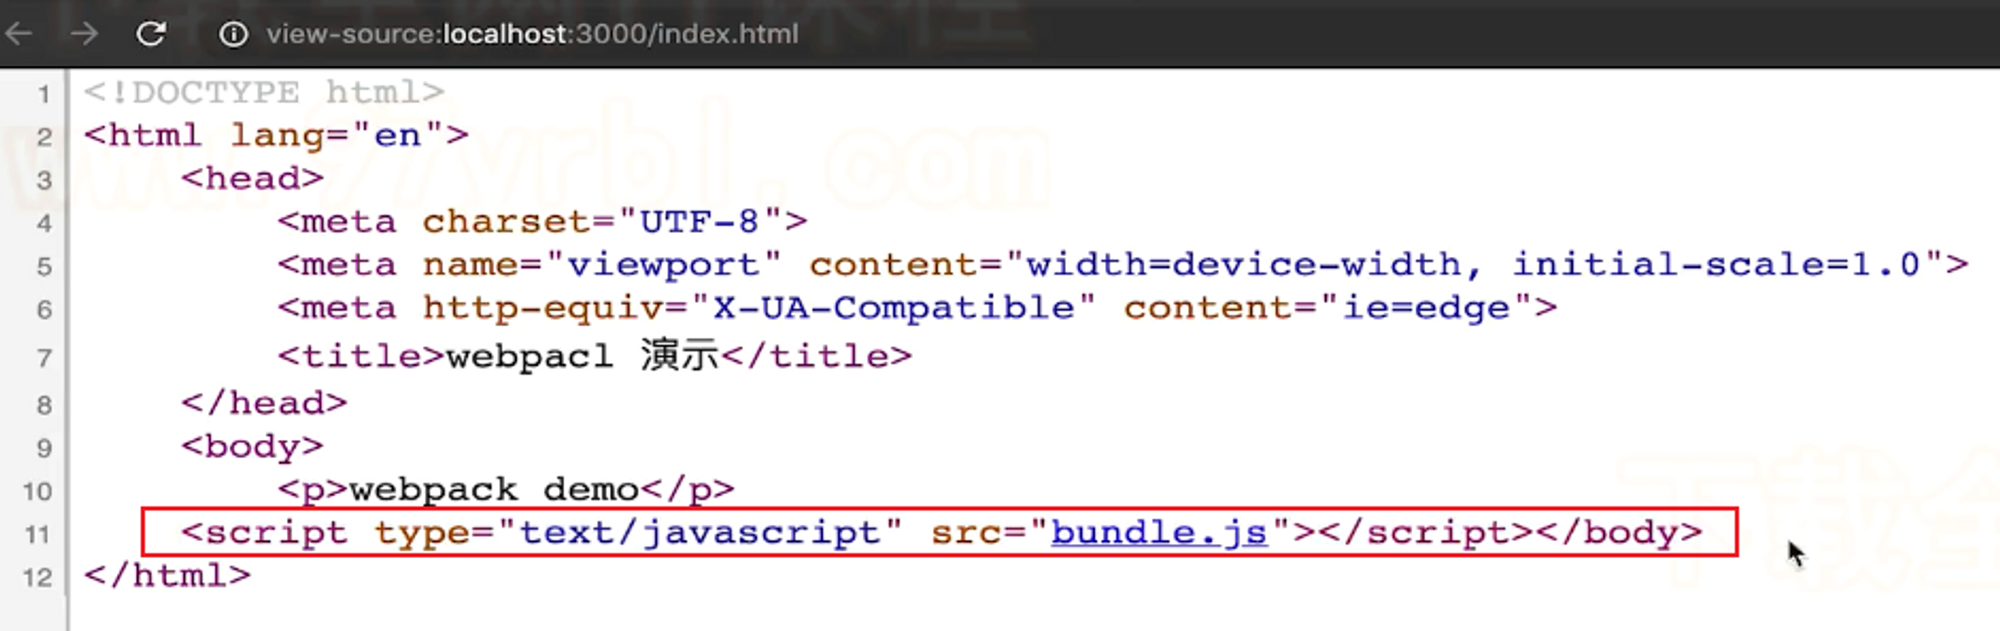 view-source:localhost:3000/index.html
1 <!DOCTYPE html>
2 <html lang="en">
3 <head>
4 <meta charset="UTF-8">
5 <meta name="viewport" content="width=device-width, initial-scale=1.0">
6 <meta http-equiv="X-UA-Compatible" content="ie=edge">
7 <title>webpacl 演示</title>
8 </head>
9 <body>
10 <p>webpack demo</p>
11 <script type="text/javascript" src="bundle.js"></script></body>
12 </html>